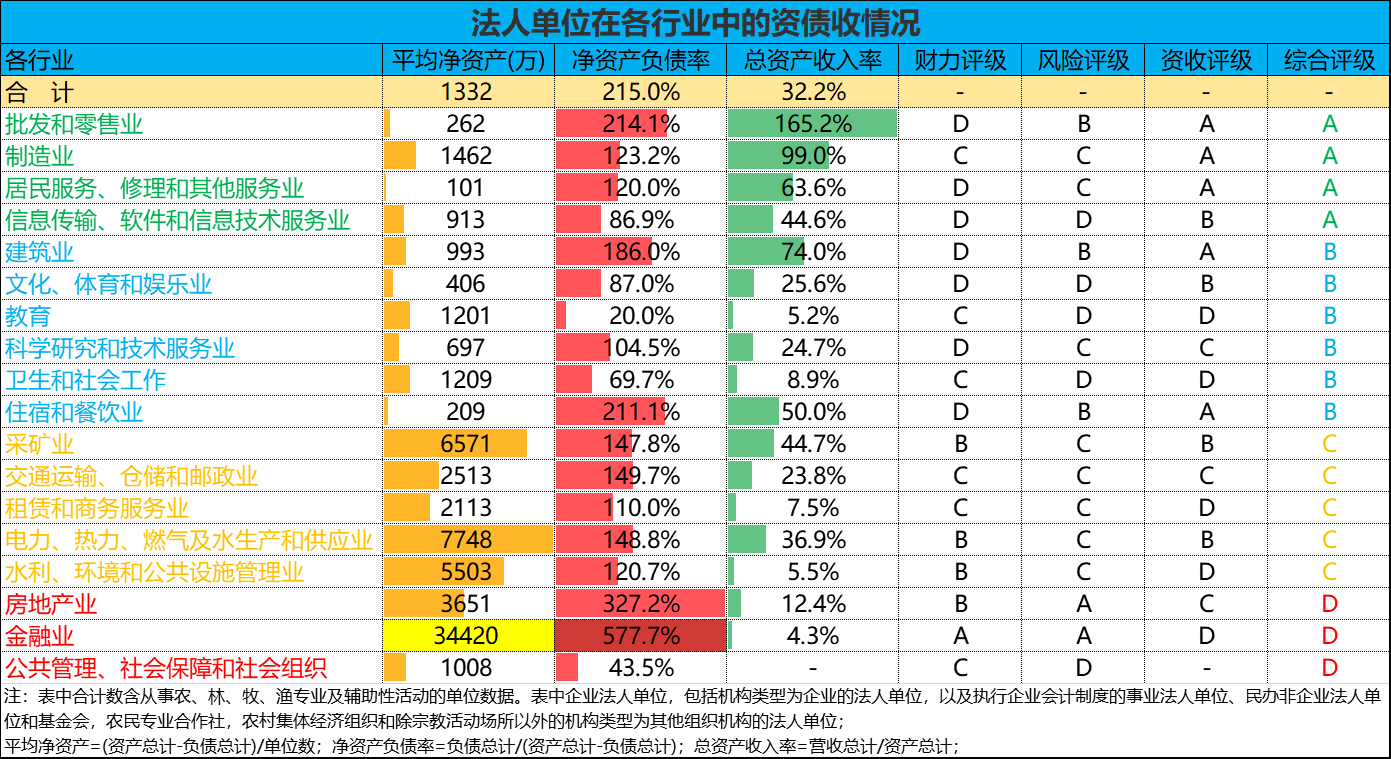 法人单位在各行业中的资债收情况
各行业 平均净资产(万) 净资产负债率 总资产收入率 财力评级 风险评级 资收评级 综合评级
合 计 1332 215.0% 32.2% - - - -
批发和零售业 262 214.1% 165.2% D B A A
制造业 1462 123.2% 99.0% C C A A
居民服务、修理和其他服务业 101 120.0% 63.6% D C A A
信息传输、软件和信息技术服务业 913 86.9% 44.6% D D B A
建筑业 993 186.0% 74.0% D B A B
文化、体育和娱乐业 406 87.0% 25.6% D D B B
教育 1201 20.0% 5.2% C D D B
科学研究和技术服务业 697 104.5% 24.7% D C C B
卫生和社会工作 1209 69.7% 8.9% C D D B
住宿和餐饮业 209 211.1% 50.0% D B A B
采矿业 6571 147.8% 44.7% B C B C
交通运输、仓储和邮政业 2513 149.7% 23.8% C C C C
租赁和商务服务业 2113 110.0% 7.5% C C D C
电力、热力、燃气及水生产和供应业 7748 148.8% 36.9% B C B C
水利、环境和公共设施管理业 5503 120.7% 5.5% B C D C
房地产业 3651 327.2% 12.4% B A C D
金融业 34420 577.7% 4.3% A A D D
公共管理、社会保障和社会组织 1008 43.5% - C D - D
注：表中合计数含从事农、林、牧、渔专业及辅助性活动的单位数据。表中企业法人单位，包括机构类型为企业的法人单位，以及执行企业会计制度的事业法人单位、民办非企业法人单
位和基金会，农民专业合作社，农村集体经济组织和除宗教活动场所以外的机构类型为其他组织机构的法人单位；
平均净资产=(资产总计-负债总计)/单位数；净资产负债率=负债总计/(资产总计-负债总计)；总资产收入率=营收总计/资产总计；